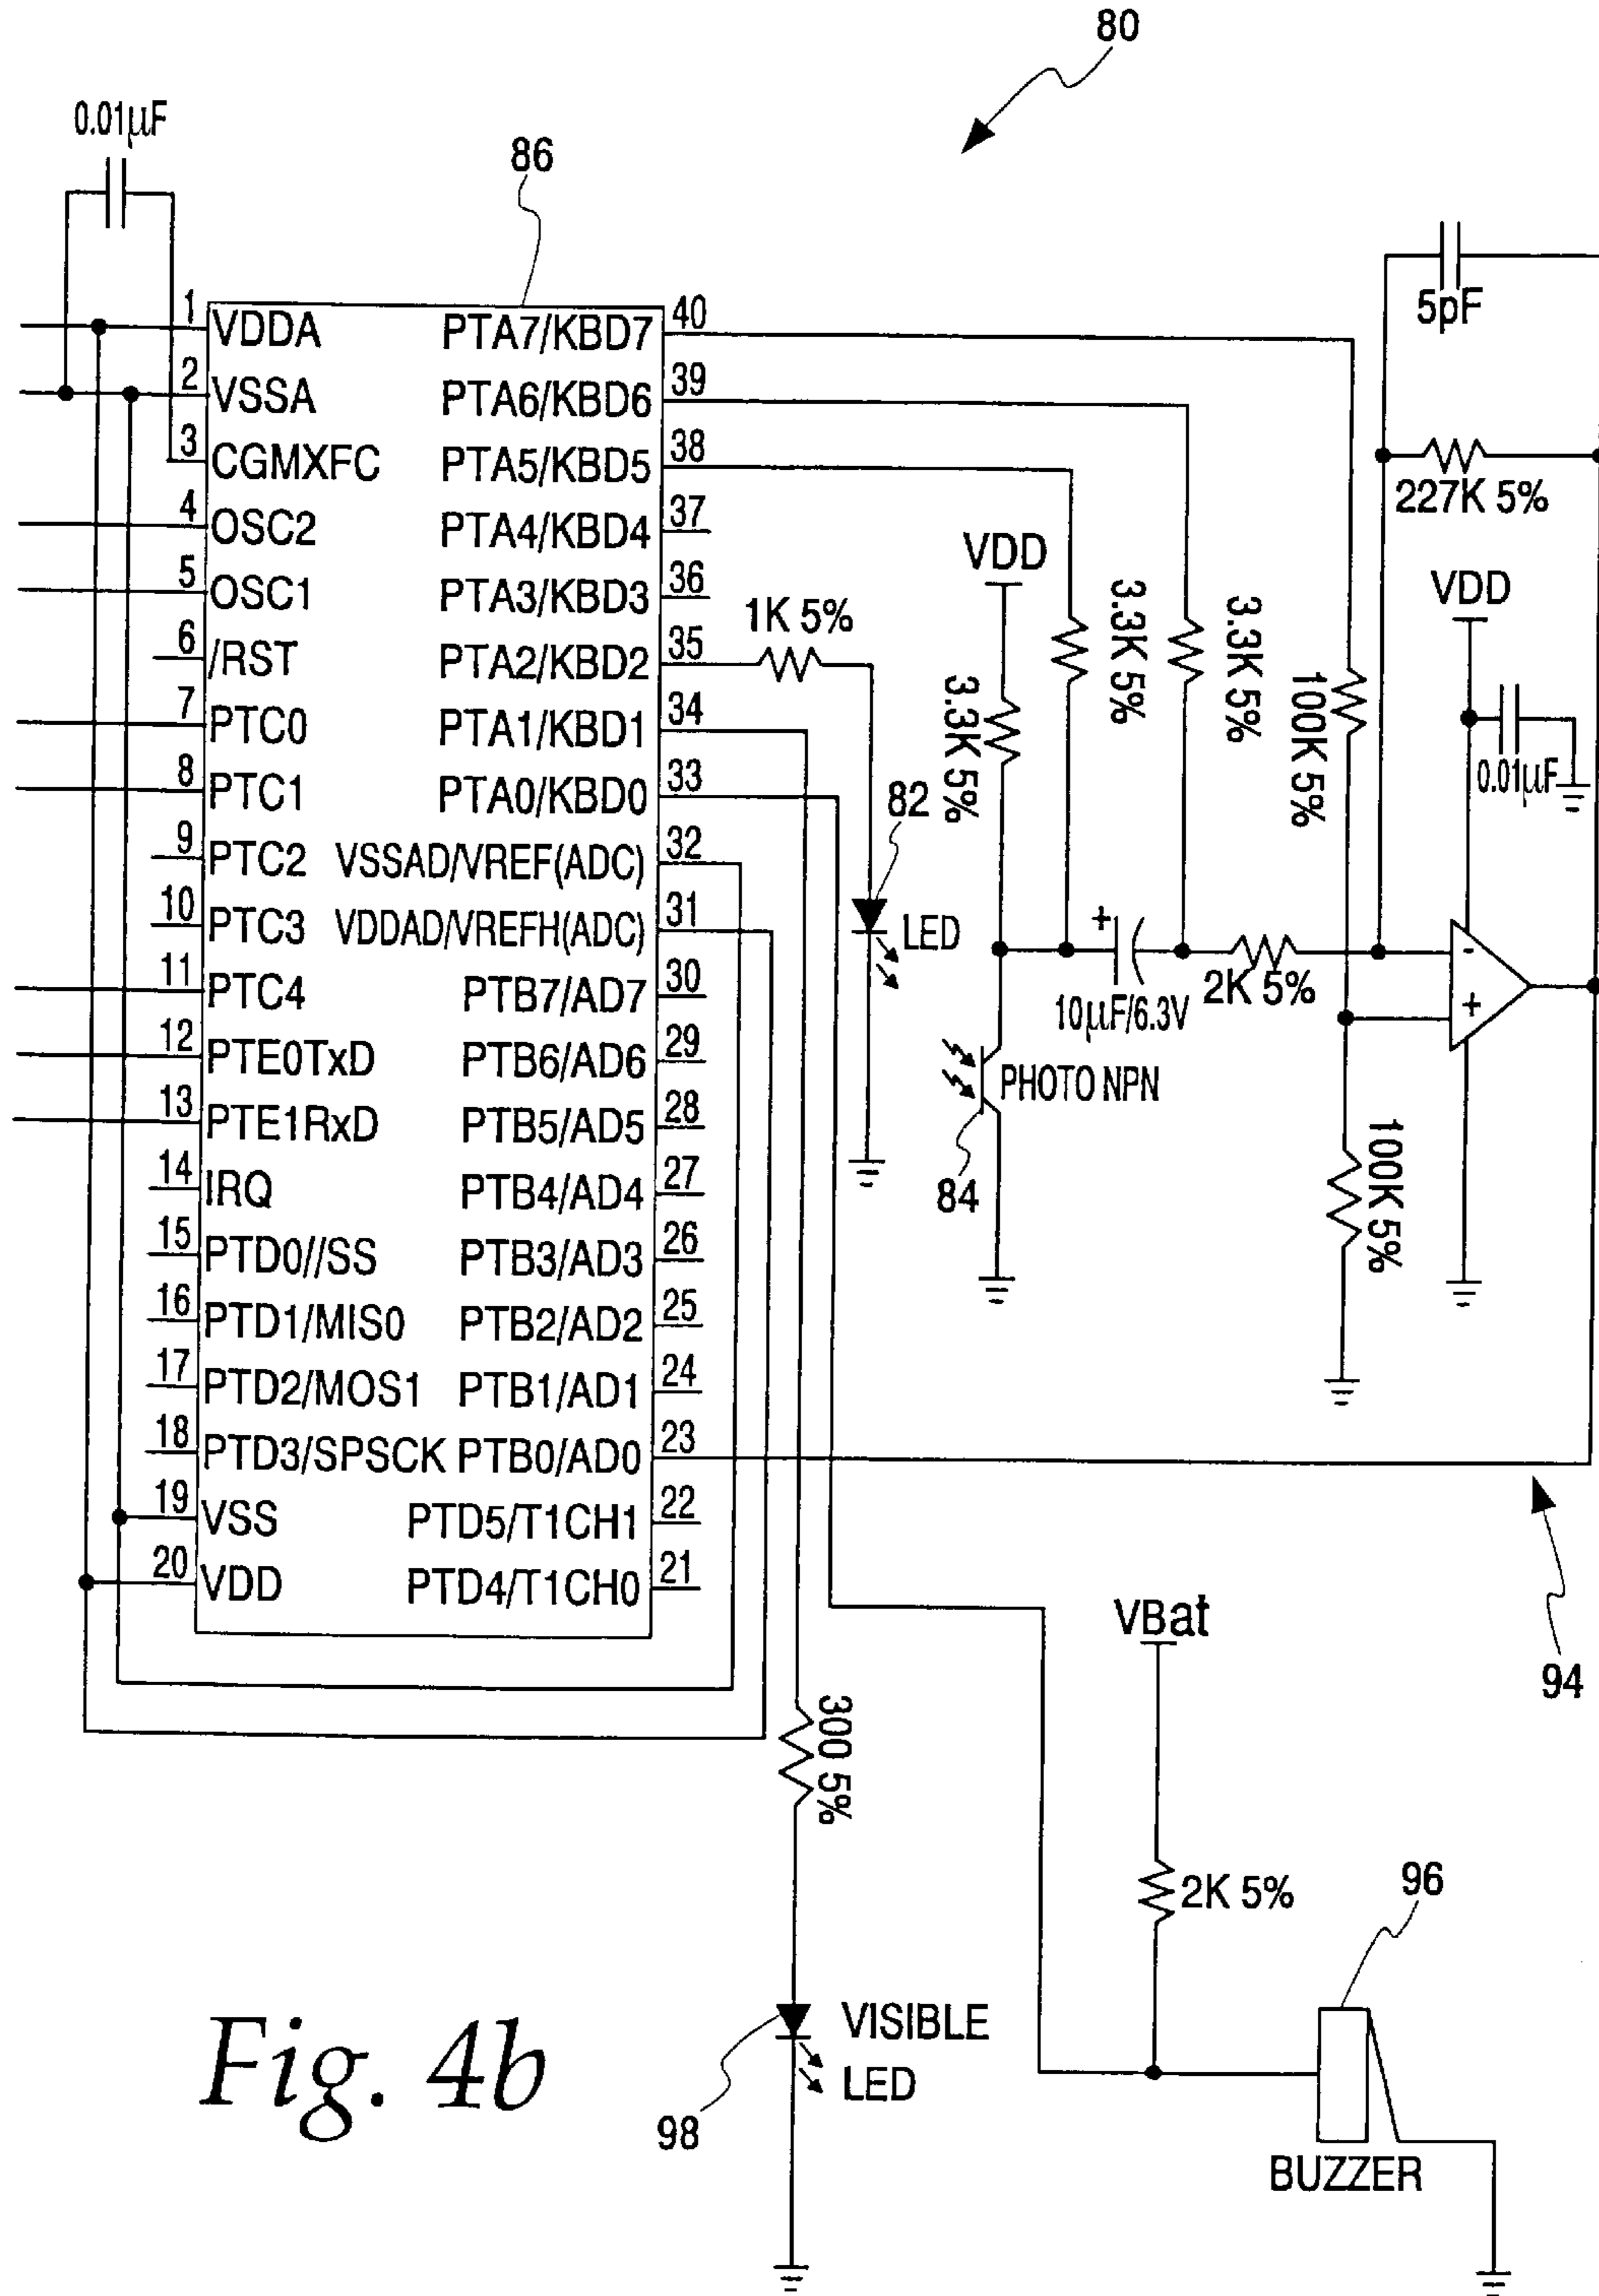 80
0.01µF
86
1 VDDA PTA7/KBD7 40
2 VSSA PTA6/KBD6 39
3 CGMXFC PTA5/KBD5 38
4 OSC2 PTA4/KBD4 37
5 OSC1 PTA3/KBD3 36
6 /RST PTA2/KBD2 35
7 PTC0 PTA1/KBD1 34
8 PTC1 PTA0/KBD0 33
9 PTC2 VSSAD/VREF(ADC) 32
10 PTC3 VDDAD/VREFH(ADC) 31
11 PTC4 PTB7/AD7 30
12 PTE0TxD PTB6/AD6 29
13 PTE1RxD PTB5/AD5 28
14 IRQ PTB4/AD4 27
15 PTD0//SS PTB3/AD3 26
16 PTD1/MIS0 PTB2/AD2 25
17 PTD2/MOS1 PTB1/AD1 24
18 PTD3/SPSCK PTB0/AD0 23
19 VSS PTD5/T1CH1 22
20 VDD PTD4/T1CH0 21
5pF
227K 5%
VDD
VDD
1K 5%
3.3K 5%
3.3K 5%
3.3K 5%
100K 5%
0.01µF
82
LED
+
10µF/6.3V
2K 5%
-
+
PHOTO NPN
84
100K 5%
94
VBat
300 5%
2K 5%
96
VISIBLE
LED
98
BUZZER
Fig. 4b